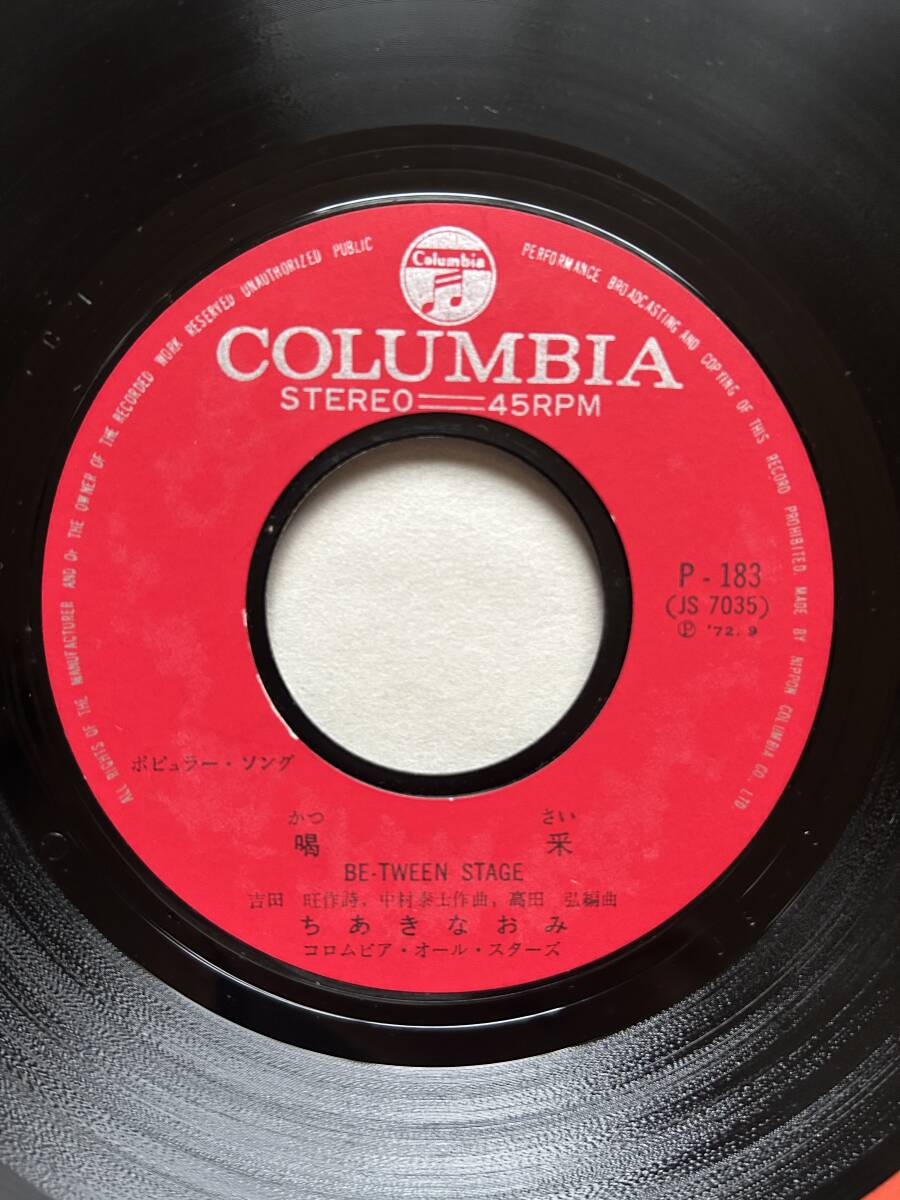 Columbia
COLUMBIA
STEREO 45RPM
ALL RIGHTS OF THE MANUFACTURER AND OF THE OWNER OF THE RECORDED WORK RESERVED UNAUTHORIZED PUBLIC PERFORMANCE BROADCASTING AND COPYING OF THIS RECORD PROHIBITED. MADE BY NIPPON COLUMBIA CO., LTD
P-183
(JS 7035)
Ⓟ '72.9
ポピュラー・ソング
かっ さい
喝 采
BE-TWEEN STAGE
吉田 旺作詩, 中村泰士作曲, 高田 弘編曲
ちあきなおみ
コロムビア・オール・スターズ